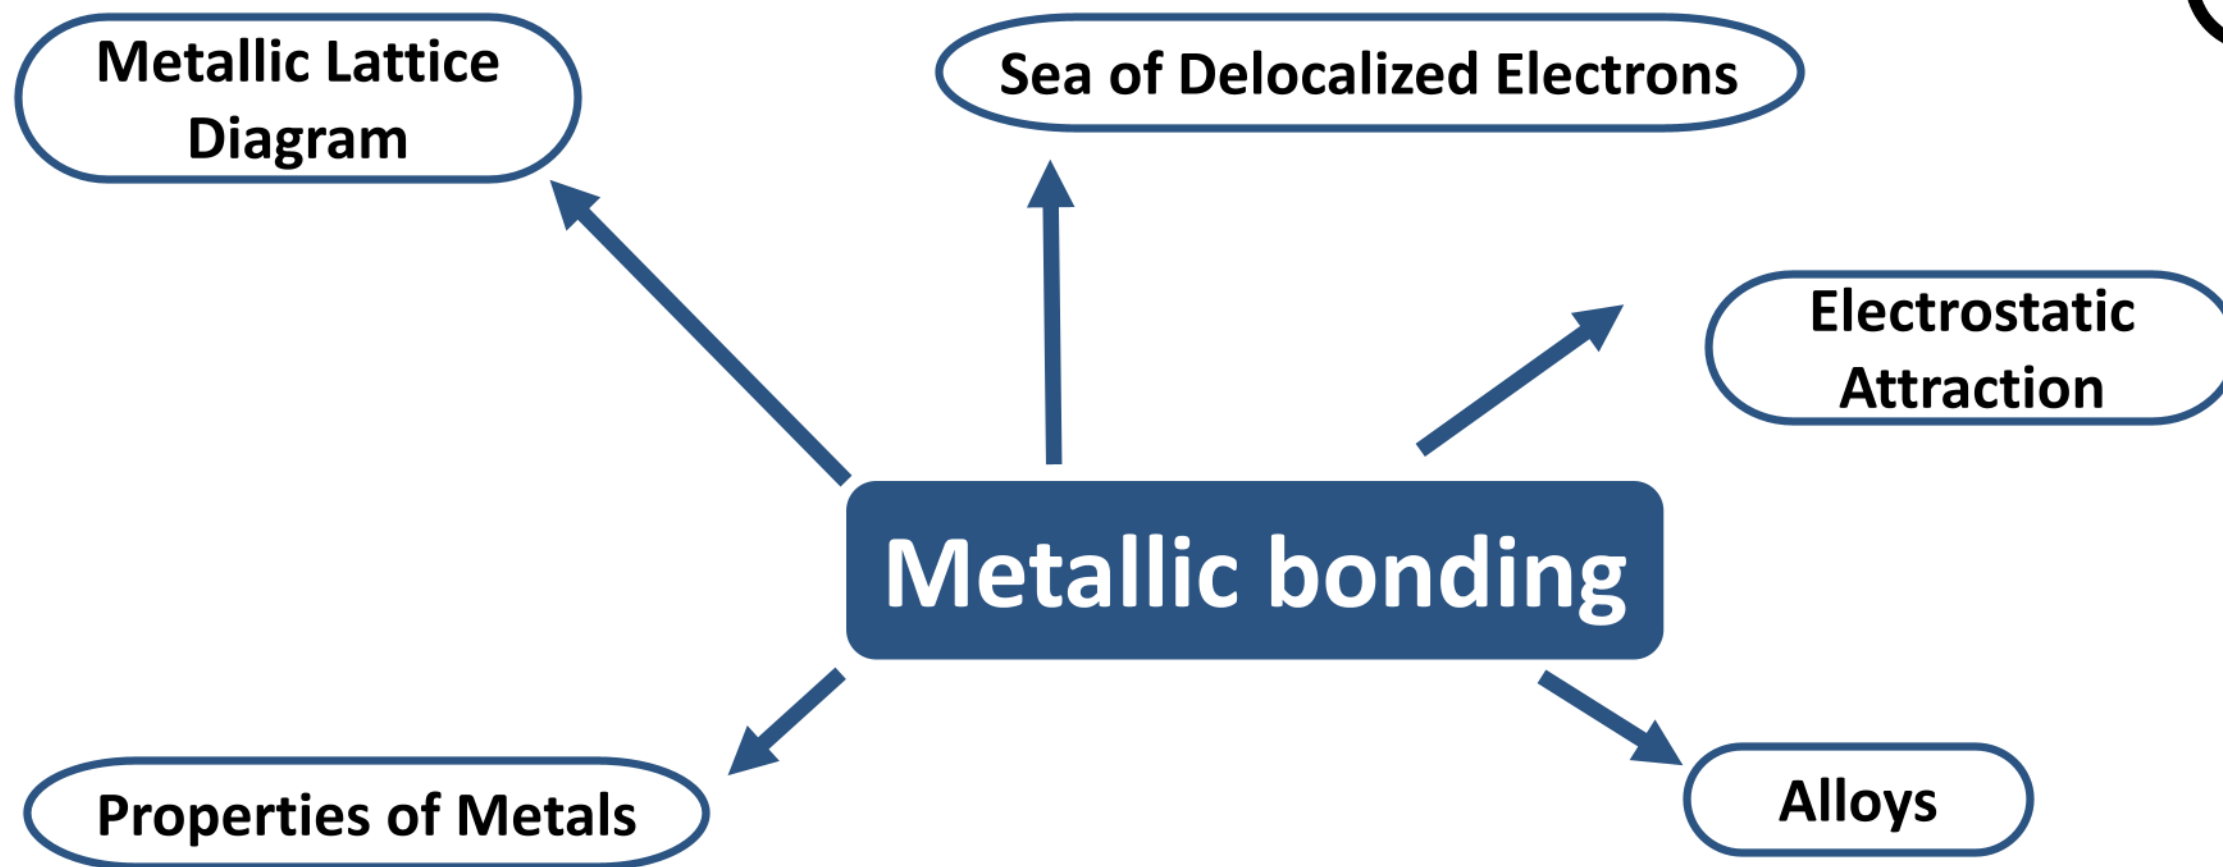 Metallic Lattice
Diagram
Sea of Delocalized Electrons
Electrostatic
Attraction
Metallic bonding
Properties of Metals
Alloys